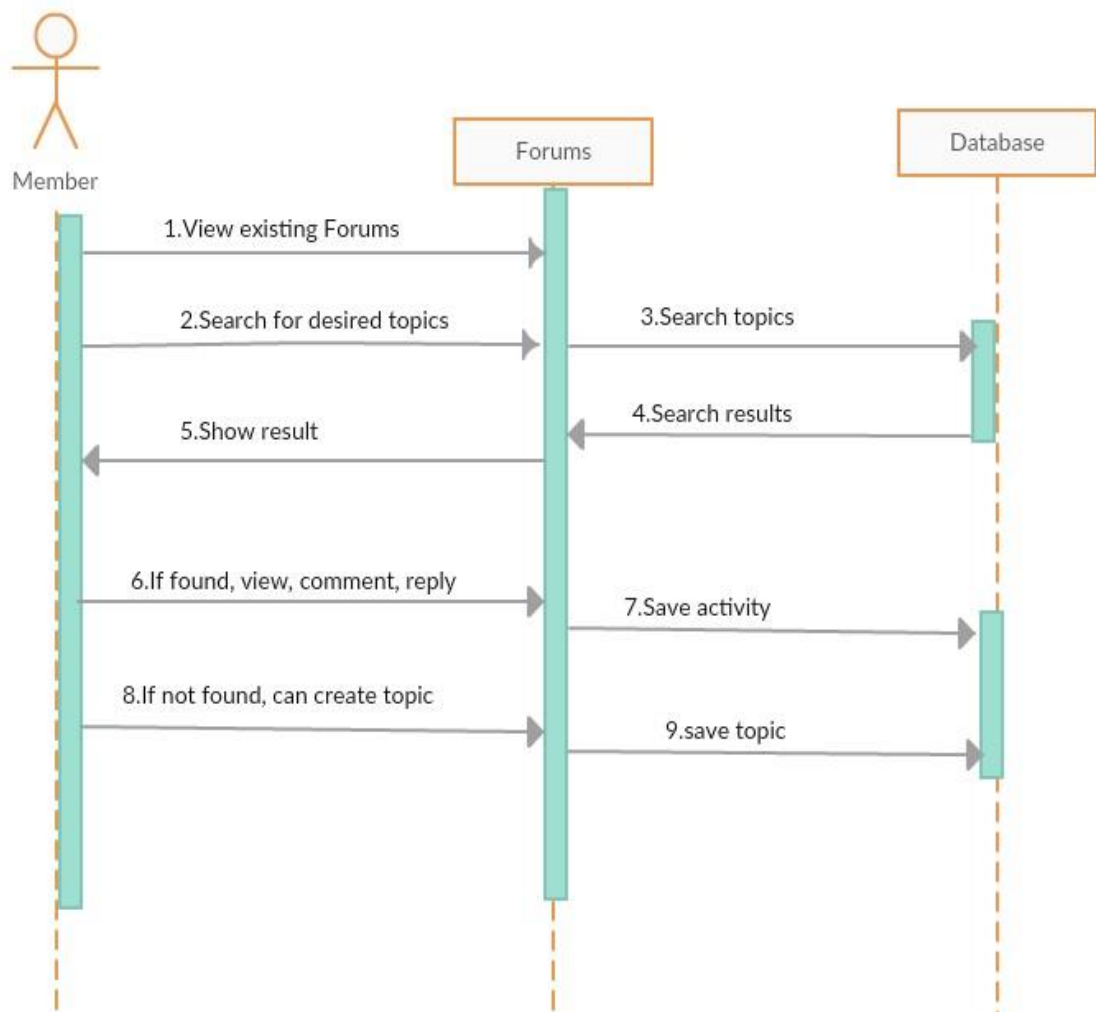 Member
Forums
Database
1.View existing Forums
2.Search for desired topics
3.Search topics
4.Search results
5.Show result
6.If found, view, comment, reply
7.Save activity
8.If not found, can create topic
9.save topic